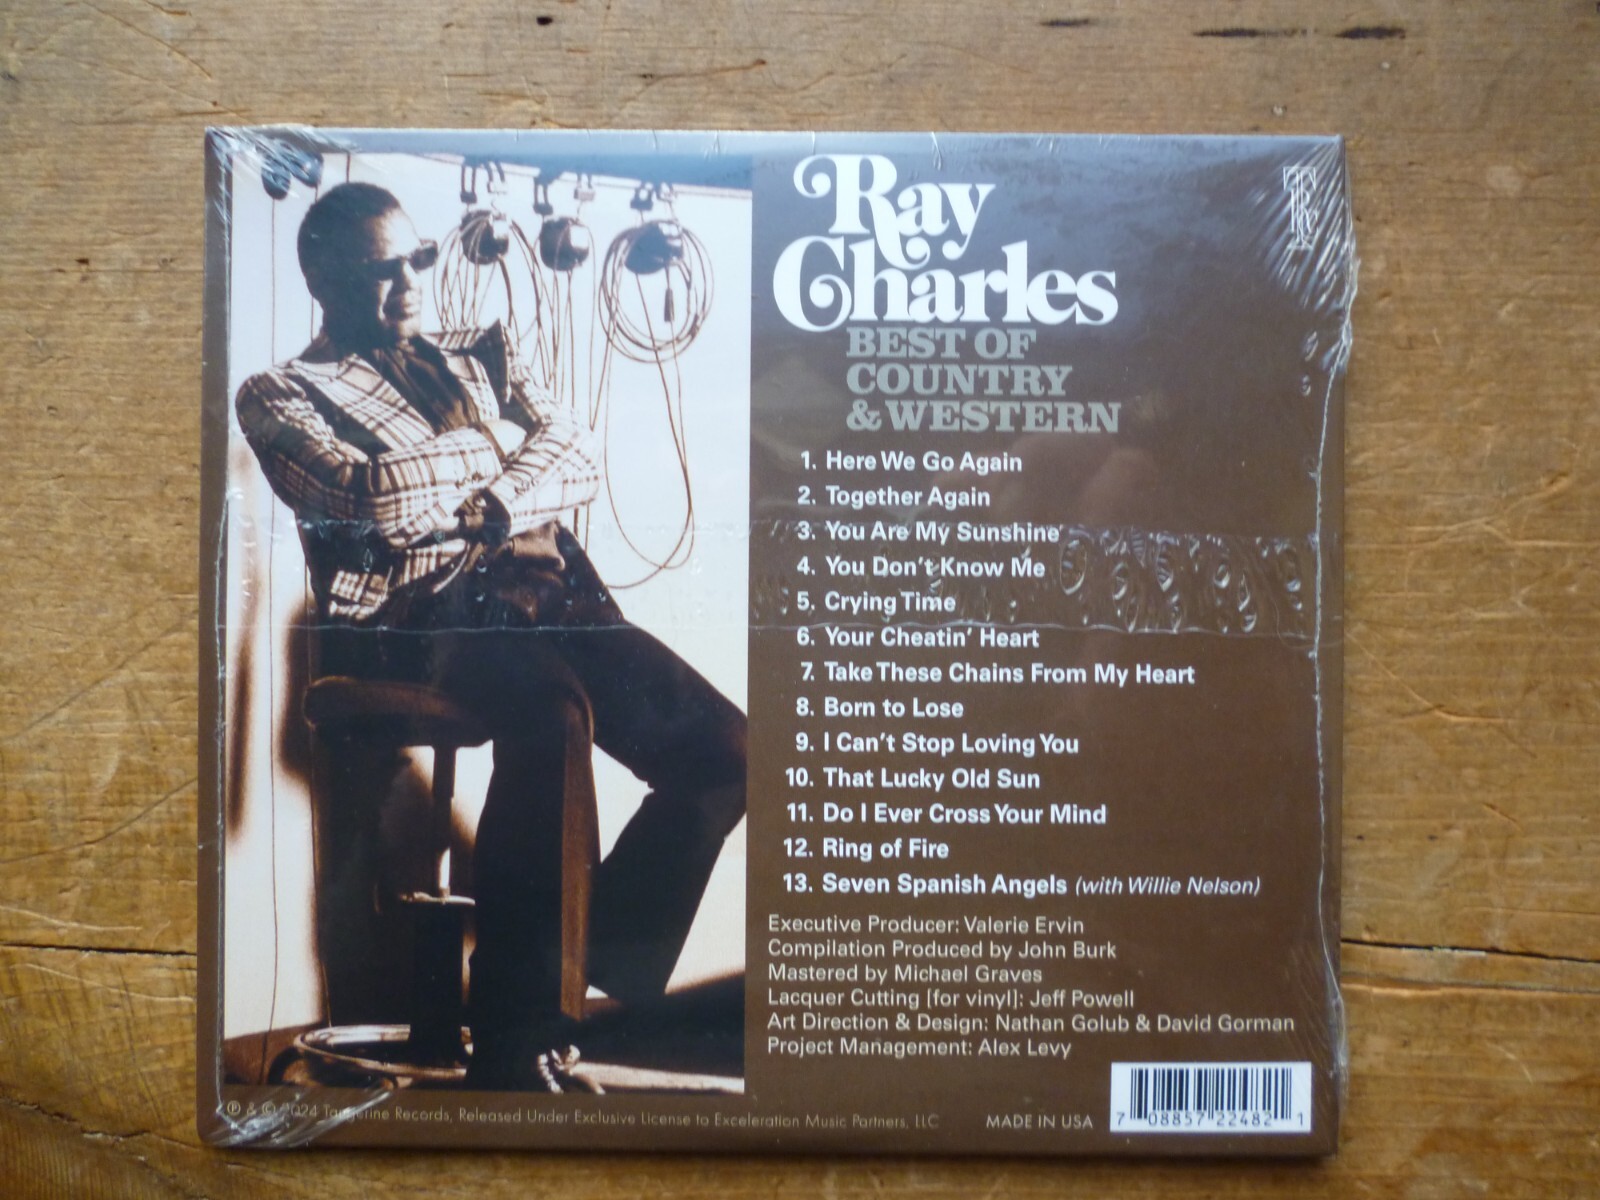 Ray
Charles
BEST OF
COUNTRY
& WESTERN
1. Here We Go Again
2. Together Again
3. You Are My Sunshine
4. You Don't Know Me
5. Crying Time
6. Your Cheatin' Heart
7. Take These Chains From My Heart
8. Born to Lose
9. I Can't Stop Loving You
10. That Lucky Old Sun
11. Do I Ever Cross Your Mind
12. Ring of Fire
13. Seven Spanish Angels (with Willie Nelson)
Executive Producer: Valerie Ervin
Compilation Produced by John Burk
Mastered by Michael Graves
Lacquer Cutting [for vinyl]: Jeff Powell
Art Direction & Design: Nathan Golub & David Gorman
Project Management: Alex Levy
℗ & © 2024 Tangerine Records, Released Under Exclusive License to Exceleration Music Partners, LLC
MADE IN USA
7 08857 22482 1